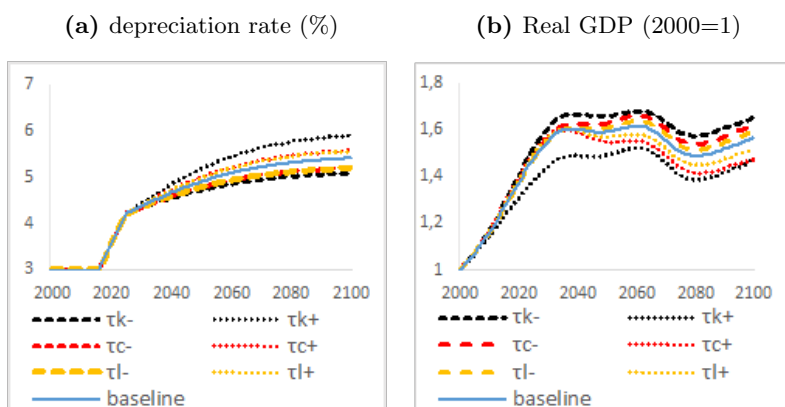 (a) depreciation rate (%)
7
6
5
4
3
2000 2020 2040 2060 2080 2100
τk- τk+
τc- τc+
τl- τl+
baseline
(b) Real GDP (2000=1)
1,8
1,6
1,4
1,2
1
2000 2020 2040 2060 2080 2100
τk- τk+
τc- τc+
τl- τl+
baseline